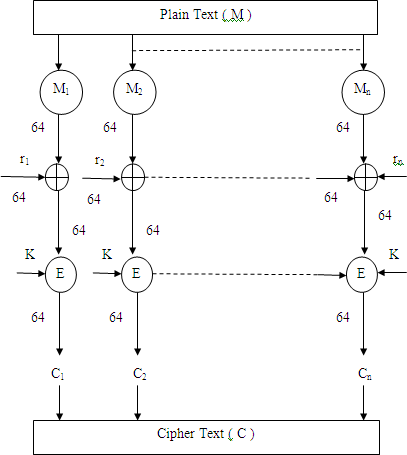 Plain Text ( M )
M1 M2 Mn
64 64 64
r1 r2 rn
64 64 64
64 64 64
K K K
E E E
64 64 64
C1 C2 Cn
Cipher Text ( C )